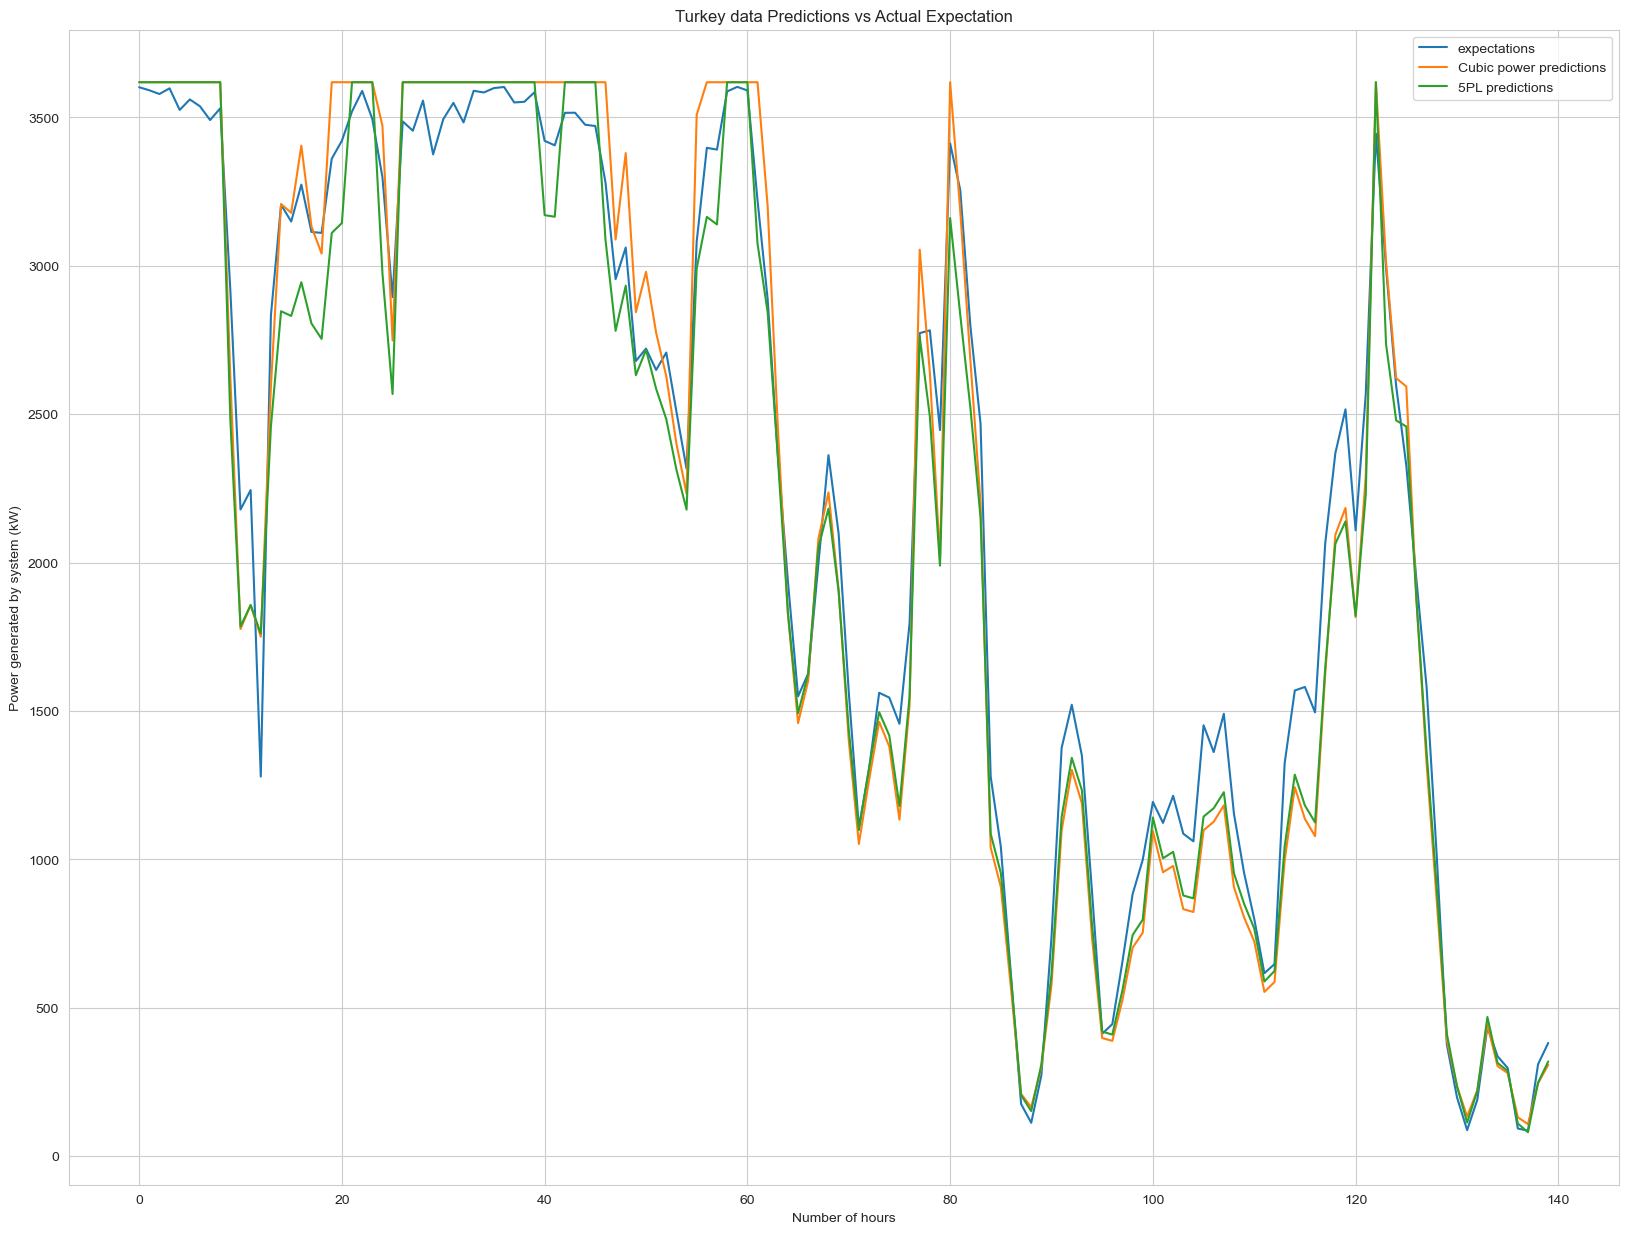 Turkey data Predictions vs Actual Expectation
expectations
Cubic power predictions
5PL predictions
Power generated by system (kW)
3500
3000
2500
2000
1500
1000
500
0
0 20 40 60 80 100 120 140
Number of hours